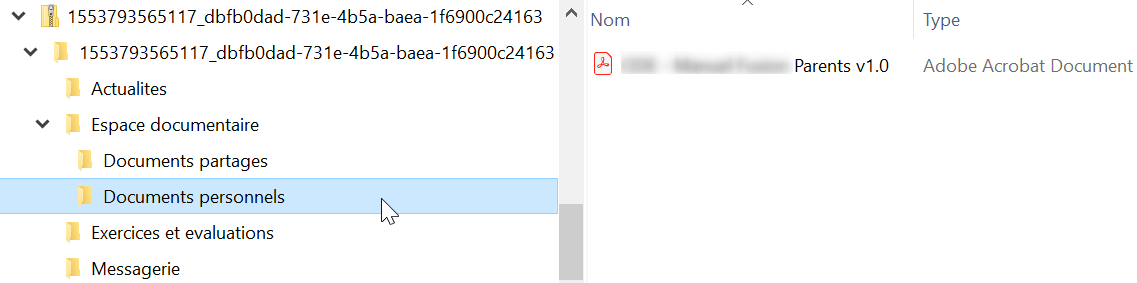 1553793565117_dbfb0dad-731e-4b5a-baea-1f6900c24163
1553793565117_dbfb0dad-731e-4b5a-baea-1f6900c24163
Actualites
Espace documentaire
Documents partages
Documents personnels
Exercices et evaluations
Messagerie
Nom Type
Parents v1.0 Adobe Acrobat Document